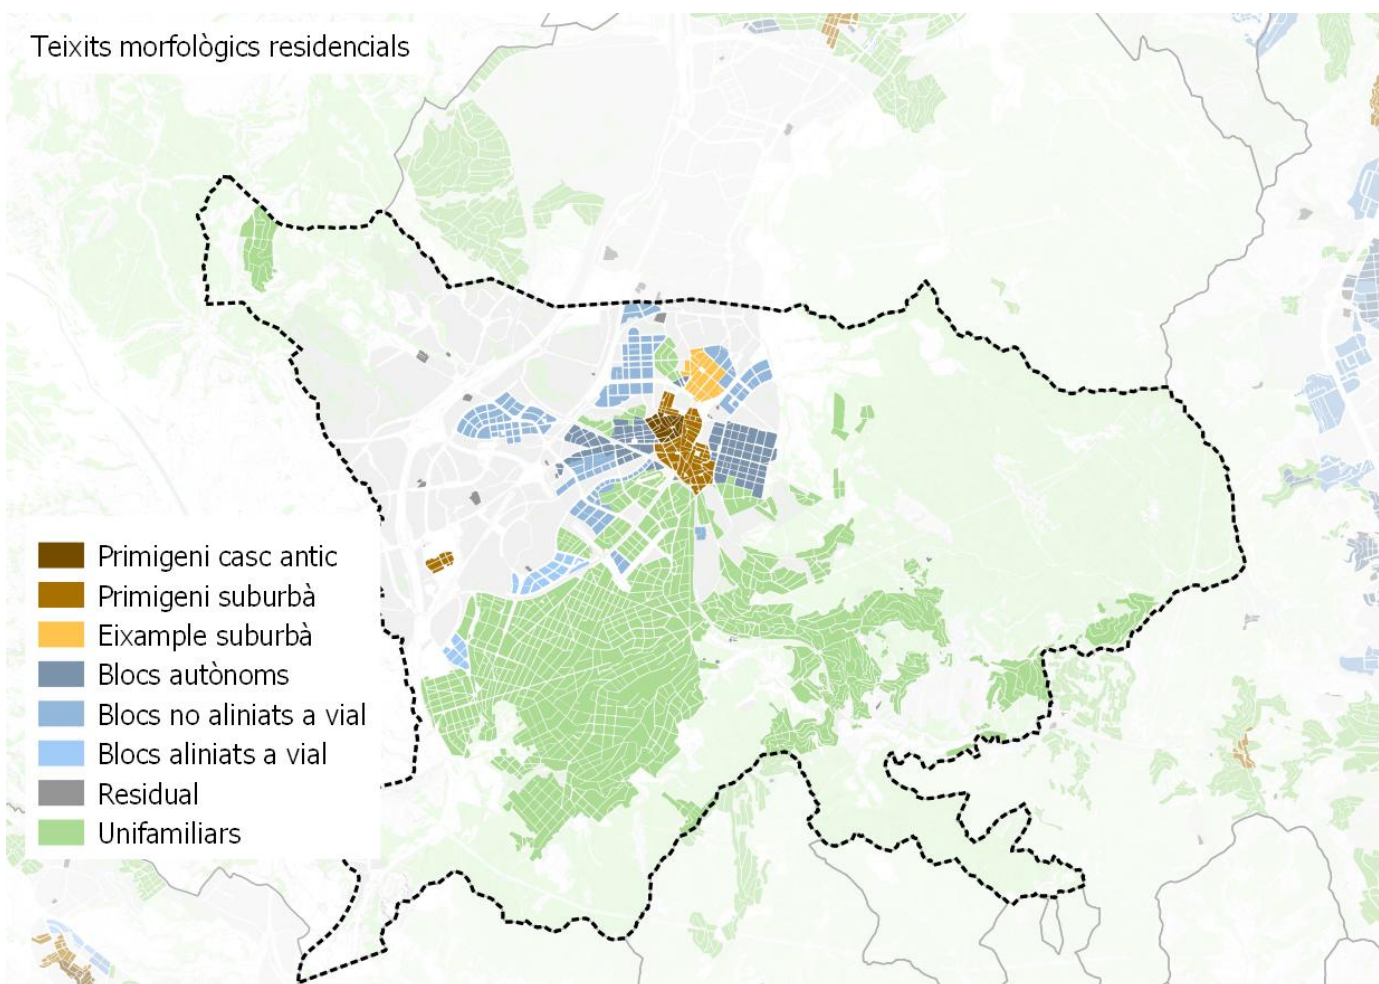 Teixits morfològics residencials
Primigeni casc antic
Primigeni suburbà
Eixample suburbà
Blocs autònoms
Blocs no aliniats a vial
Blocs aliniats a vial
Residual
Unifamiliars